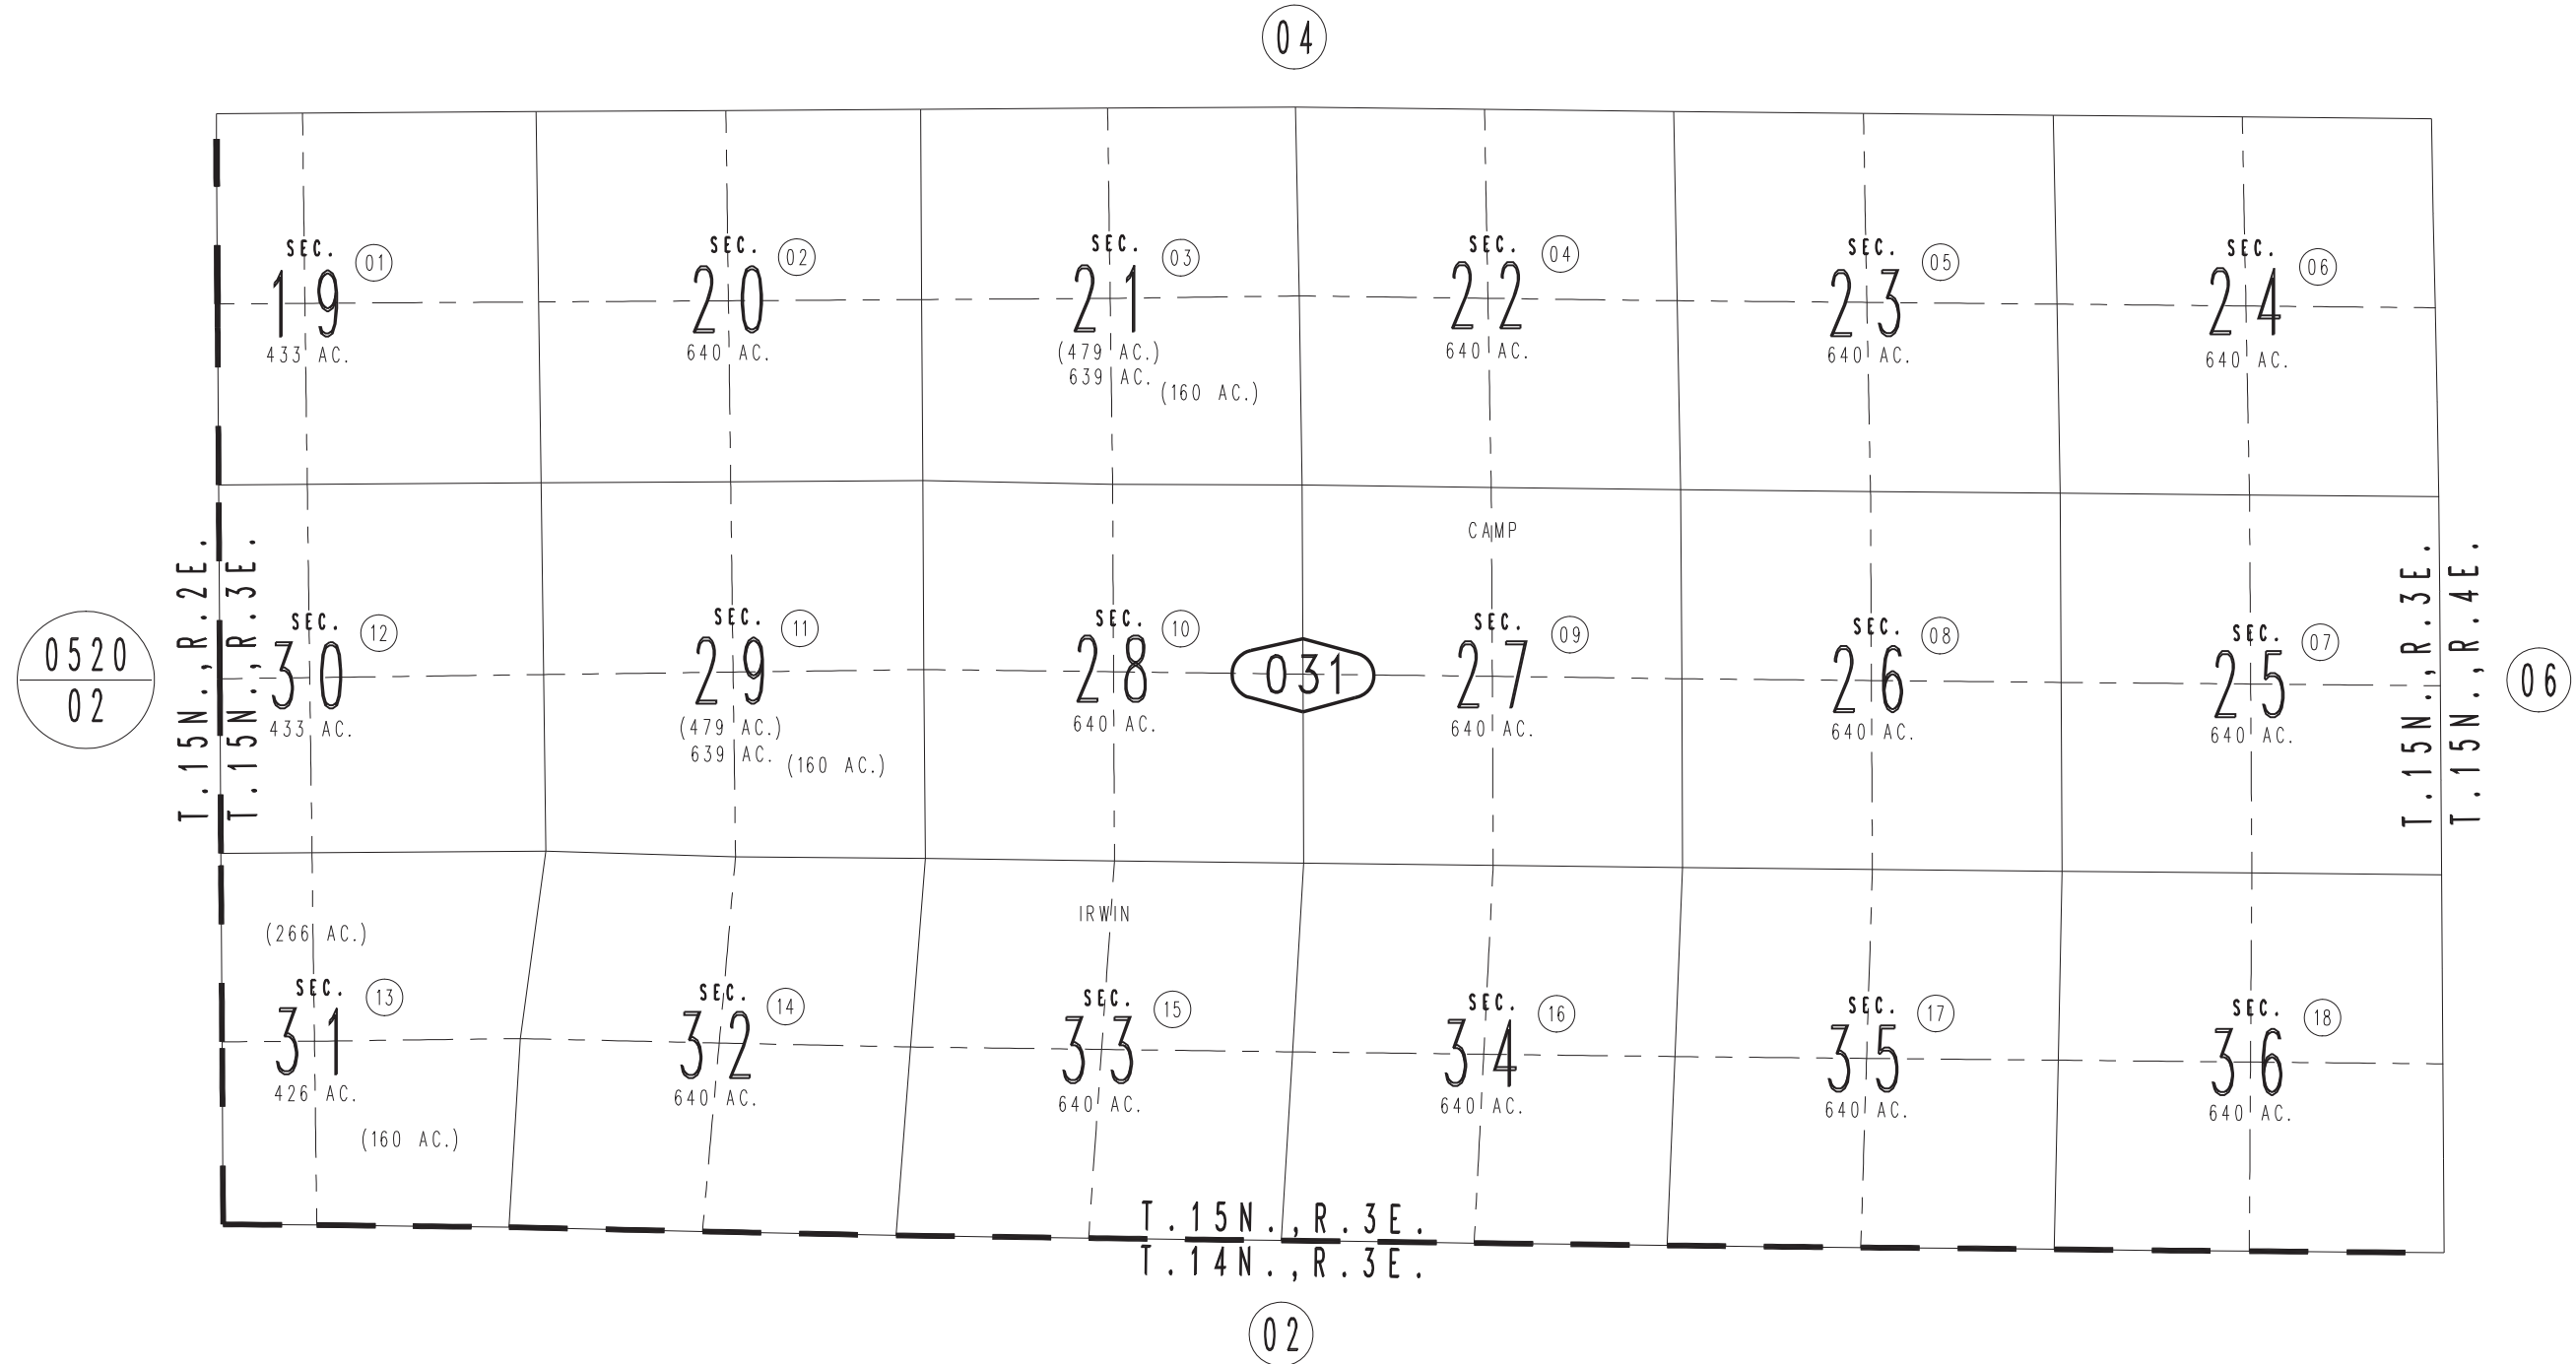 04
SEC. 01
19
433 AC.
SEC. 02
20
640 AC.
SEC. 03
21
(479 AC.)
639 AC.
(160 AC.)
SEC. 04
22
640 AC.
SEC. 05
23
640 AC.
SEC. 06
24
640 AC.
0520
02
T.15N.,R.2E.
T.15N.,R.3E.
SEC. 12
30
433 AC.
SEC. 11
29
(479 AC.)
639 AC.
(160 AC.)
SEC. 10
28
640 AC.
031
CAMP
SEC. 09
27
640 AC.
SEC. 08
26
640 AC.
SEC. 07
25
640 AC.
T.15N.,R.3E.
T.15N.,R.4E.
06
(266 AC.)
SEC. 13
31
426 AC.
(160 AC.)
SEC. 14
32
640 AC.
IRWIN
SEC. 15
33
640 AC.
SEC. 16
34
640 AC.
SEC. 17
35
640 AC.
SEC. 18
36
640 AC.
T.15N.,R.3E.
T.14N.,R.3E.
02